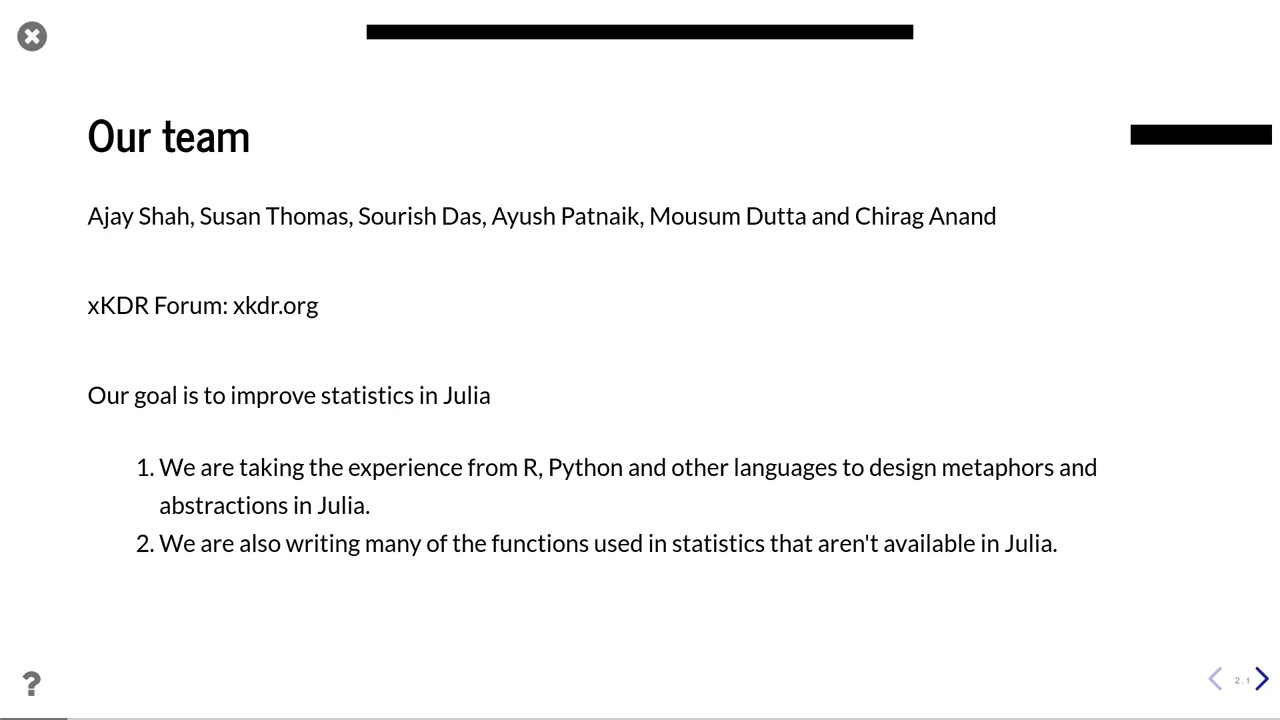 Our team
Ajay Shah, Susan Thomas, Sourish Das, Ayush Patnaik, Mousum Dutta and Chirag Anand
xKDR Forum: xkdr.org
Our goal is to improve statistics in Julia
1. We are taking the experience from R, Python and other languages to design metaphors and
abstractions in Julia.
2. We are also writing many of the functions used in statistics that aren't available in Julia.
?
2.1